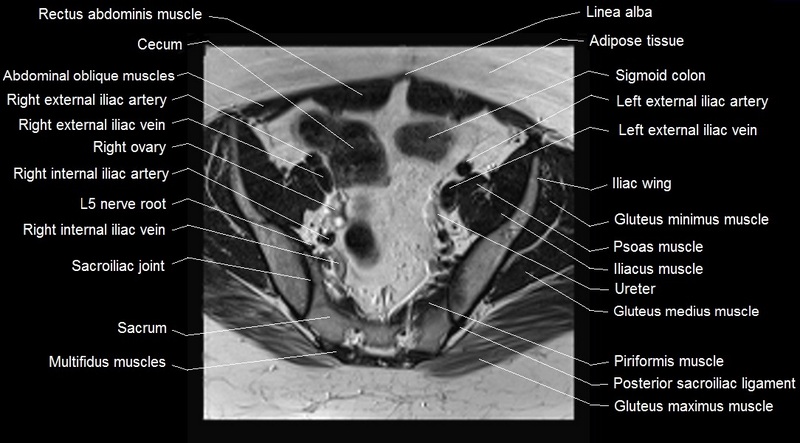 Rectus abdominis muscle
Cecum
Abdominal oblique muscles
Right external iliac artery
Right external iliac vein
Right ovary
Right internal iliac artery
L5 nerve root
Right internal iliac vein
Sacroiliac joint
Sacrum
Multifidus muscles
Linea alba
Adipose tissue
Sigmoid colon
Left external iliac artery
Left external iliac vein
Iliac wing
Gluteus minimus muscle
Psoas muscle
Iliacus muscle
Ureter
Gluteus medius muscle
Piriformis muscle
Posterior sacroiliac ligament
Gluteus maximus muscle